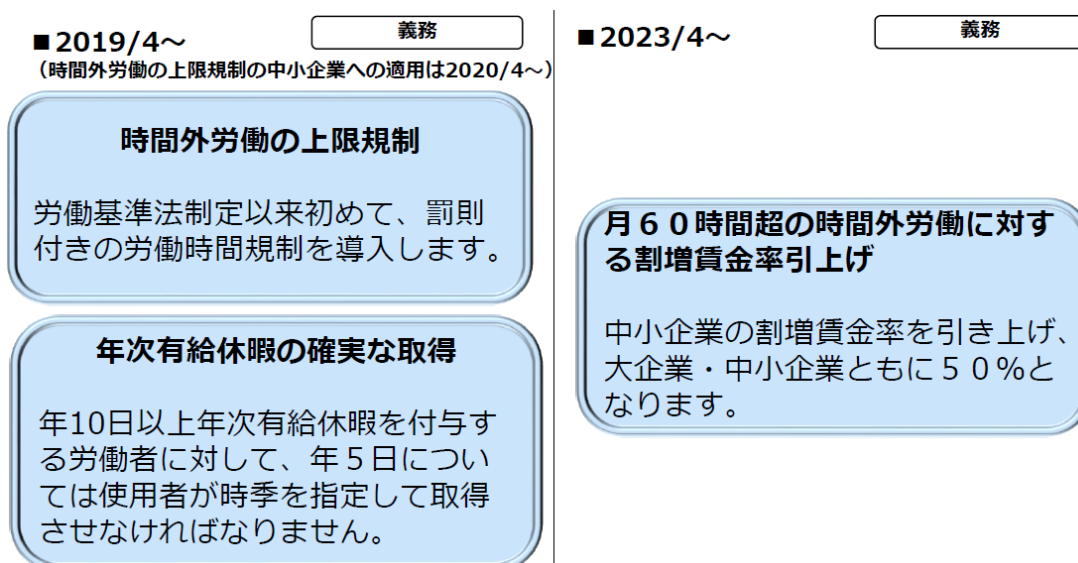 ■2019/4～
義務
（時間外労働の上限規制の中小企業への適用は2020/4～）
時間外労働の上限規制
労働基準法制定以来初めて、罰則
付きの労働時間規制を導入します。
年次有給休暇の確実な取得
年10日以上年次有給休暇を付与す
る労働者に対して、年５日につい
ては使用者が時季を指定して取得
させなければなりません。
■2023/4～
義務
月６０時間超の時間外労働に対す
る割増賃金率引上げ
中小企業の割増賃金率を引き上げ、
大企業・中小企業ともに５０％と
なります。